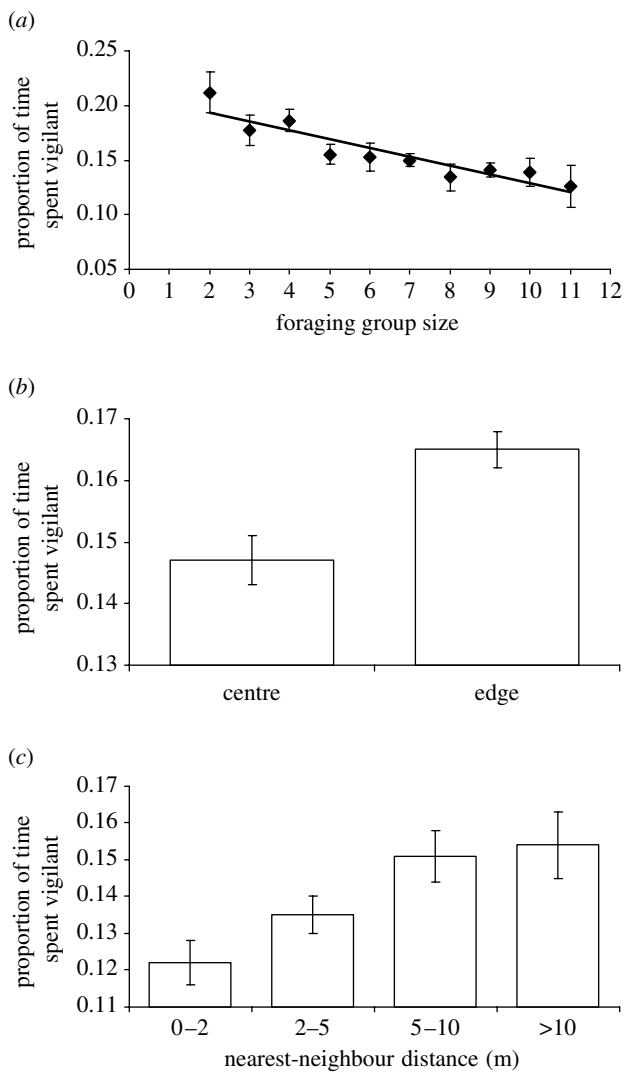 (a)
proportion of time
spent vigilant
0.25
0.20
0.15
0.10
0.05
0 1 2 3 4 5 6 7 8 9 10 11 12
foraging group size
(b)
proportion of time
spent vigilant
0.17
0.16
0.15
0.14
0.13
centre edge
(c)
proportion of time
spent vigilant
0.17
0.16
0.15
0.14
0.13
0.12
0.11
0–2 2–5 5–10 >10
nearest-neighbour distance (m)